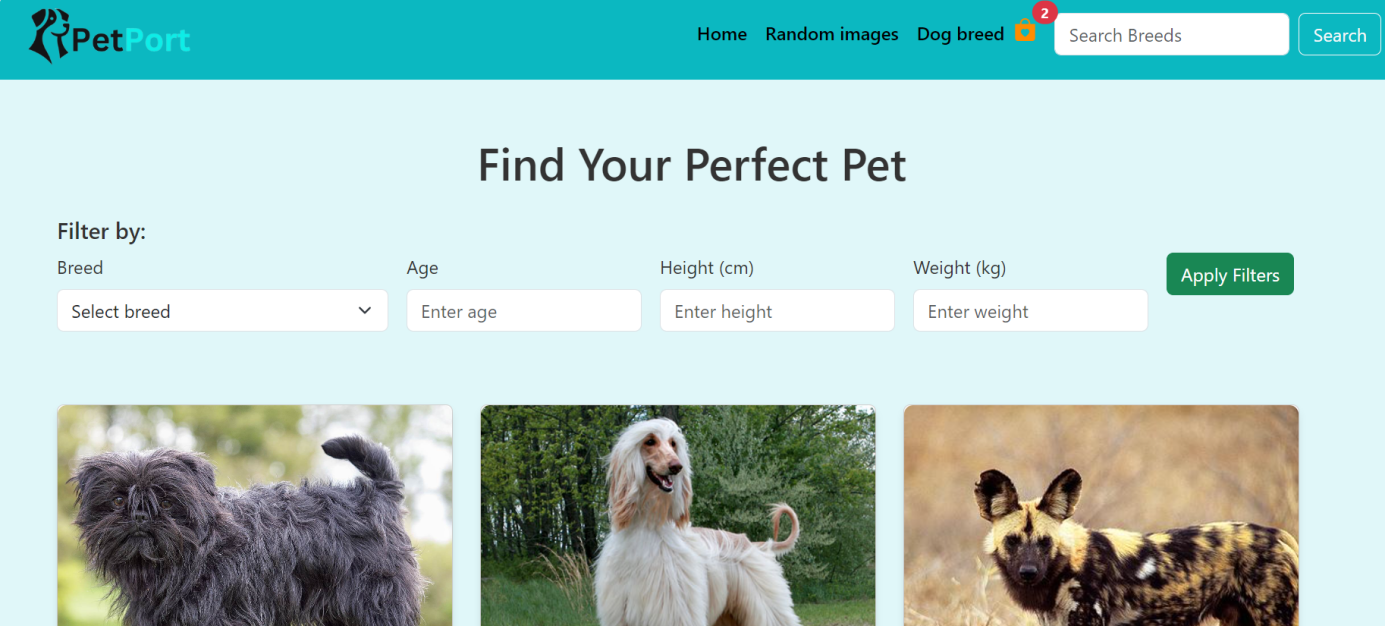 PetPort
Home Random images Dog breed 2 Search Breeds Search
Find Your Perfect Pet
Filter by:
Breed Age Height (cm) Weight (kg) Apply Filters
Select breed Enter age Enter height Enter weight